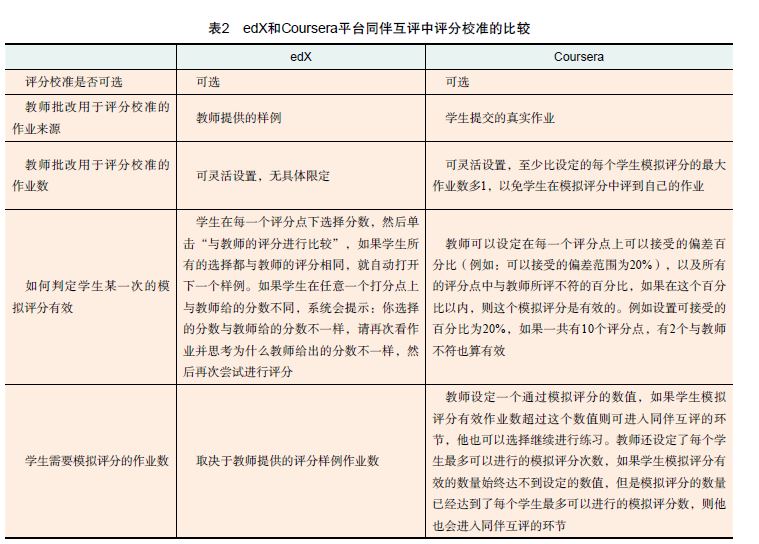 表2 edX和Coursera平台同伴互评中评分校准的比较
edX
Coursera
评分校准是否可选
可选
可选
教师批改用于评分校准的
作业来源
教师提供的样例
学生提交的真实作业
教师批改用于评分校准的
作业数
可灵活设置，无具体限定
可灵活设置，至少比设定的每个学生模拟评分的最大
作业数多1，以免学生在模拟评分中评到自己的作业
如何判定学生某一次的模
拟评分有效
学生在每一个评分点下选择分数，然后单
击“与教师的评分进行比较”，如果学生所
有的选择都与教师的评分相同，就自动打开
下一个样例。如果学生在任意一个打分点上
与教师给的分数不同，系统会提示：你选择
的分数与教师给的分数不一样，请再次看作
业并思考为什么教师给出的分数不一样，然
后再次尝试进行评分
教师可以设定在每一个评分点上可以接受的偏差百
分比（例如：可以接受的偏差范围为20%），以及所有
的评分点中与教师所评不符的百分比，如果在这个百分
比以内，则这个模拟评分是有效的。例如设置可接受的
百分比为20%，如果一共有10个评分点，有2个与教师
不符也算有效
学生需要模拟评分的作业数
取决于教师提供的评分样例作业数
教师设定一个通过模拟评分的数值，如果学生模拟
评分有效作业数超过这个数值则可进入同伴互评的环
节，他也可以选择继续进行练习。教师还设定了每个学
生最多可以进行的模拟评分次数，如果学生模拟评分有
效的数量始终达不到设定的数值，但是模拟评分的数量
已经达到了每个学生最多可以进行的模拟评分数，则他
也会进入同伴互评的环节